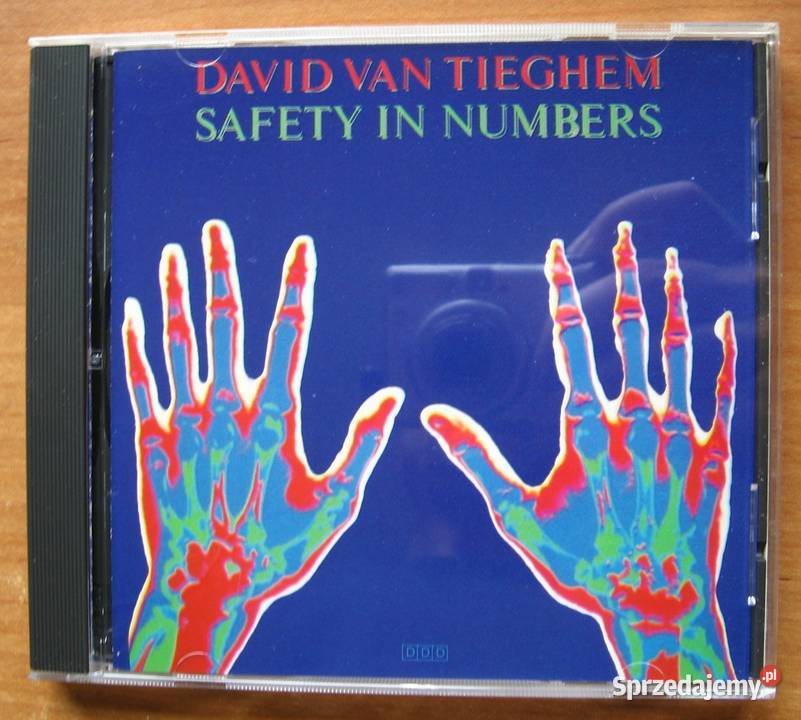 DAVID VAN TIEGHEM
SAFETY IN NUMBERS
DDD
Sprzedajemy.pl